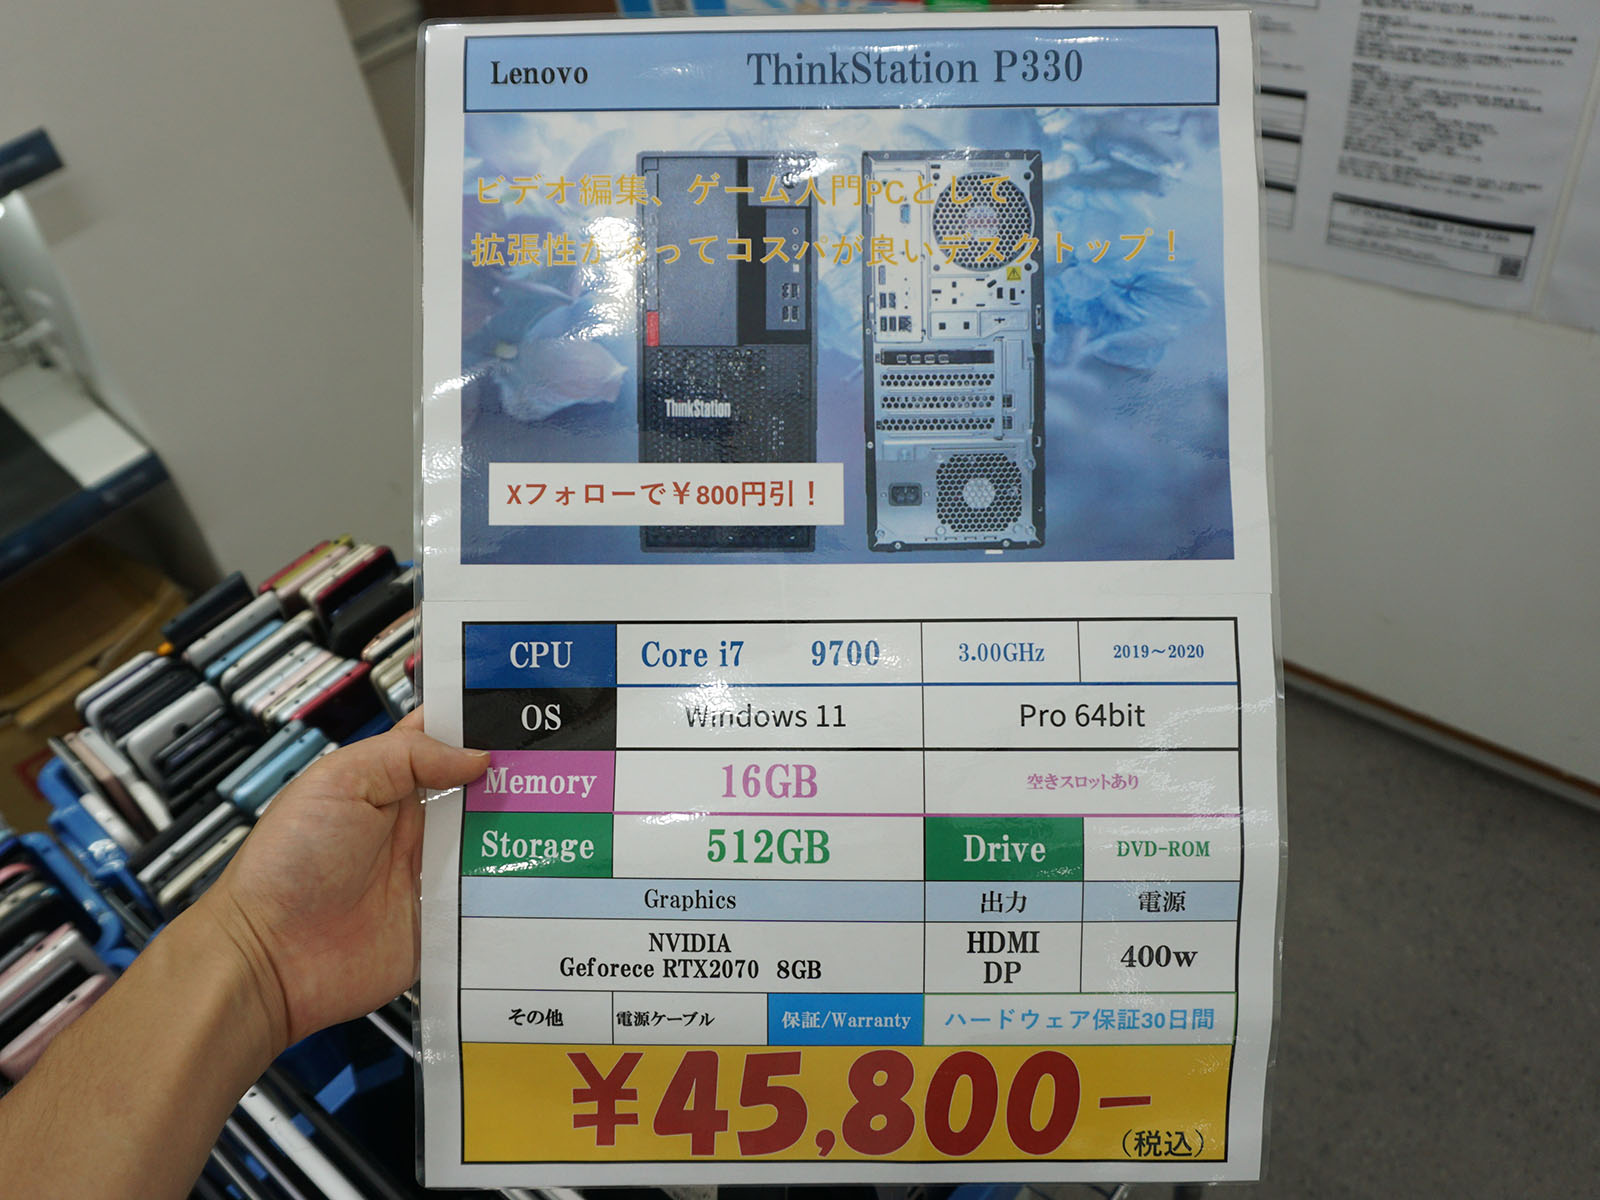 Lenovo ThinkStation P330
ビデオ編集、ゲーム入門PCとして
拡張性があってコスパが良いデスクトップ！
ThinkStation
Xフォローで￥800円引！
CPU Core i7 9700 3.00GHz 2019～2020
OS Windows 11 Pro 64bit
Memory 16GB 空きスロットあり
Storage 512GB Drive DVD-ROM
Graphics 出力 電源
NVIDIA
Geforece RTX2070 8GB
HDMI
DP
400w
その他 電源ケーブル 保証/Warranty ハードウェア保証30日間
￥45,800－
（税込）